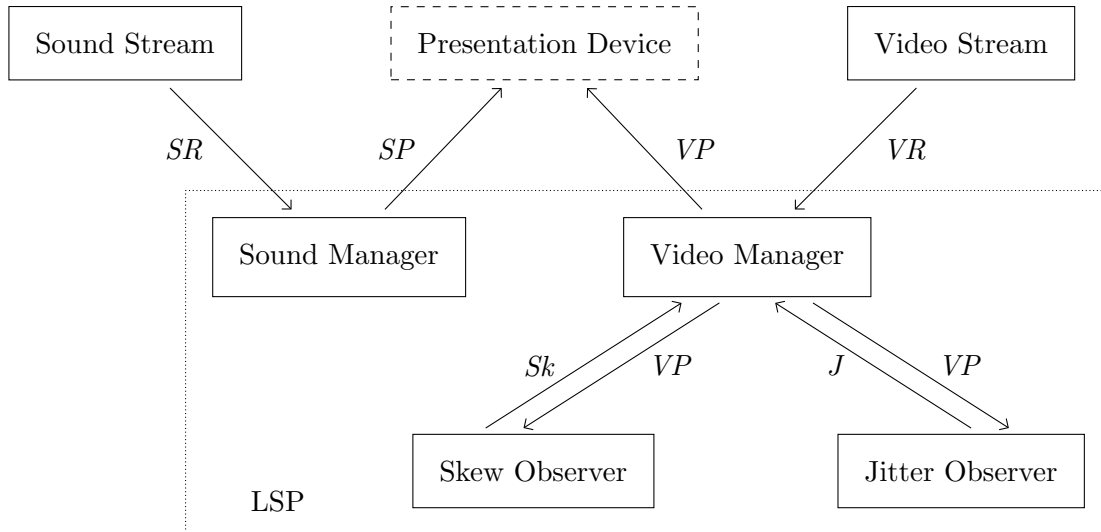 Sound Stream
Presentation Device
Video Stream
SR
SP
VP
VR
Sound Manager
Video Manager
Sk
VP
J
VP
Skew Observer
Jitter Observer
LSP